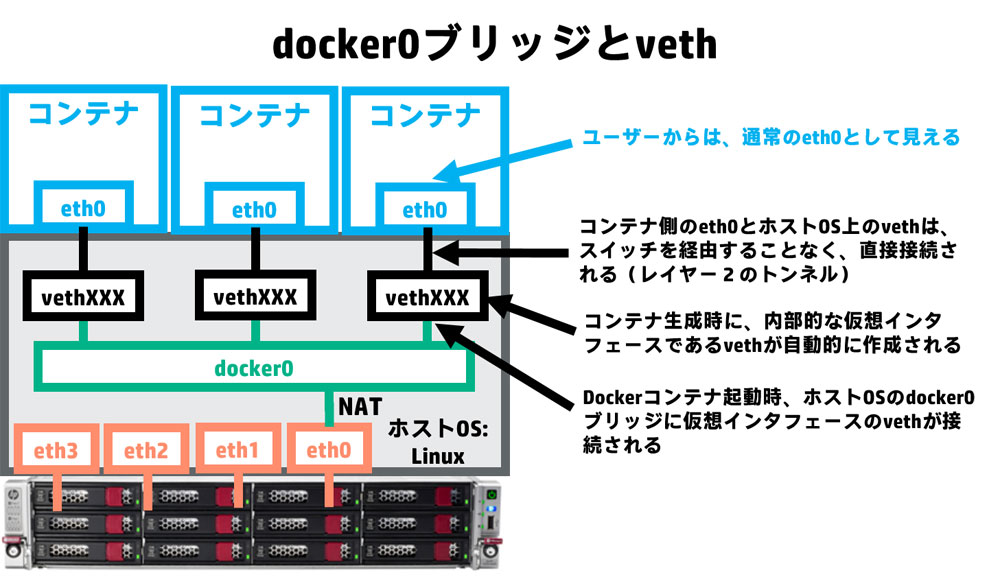 docker0ブリッジとveth
コンテナ
コンテナ
コンテナ
ユーザーからは、通常のeth0として見える
eth0
eth0
eth0
コンテナ側のeth0とホストOS上のvethは、
スイッチを経由することなく、直接接続さ
れる（レイヤー２のトンネル）
vethXXX
vethXXX
vethXXX
コンテナ生成時に、内部的な仮想インタ
フェースであるvethが自動的に作成される
docker0
Dockerコンテナ起動時、ホストOSのdocker0
ブリッジに仮想インタフェースのvethが接
続される
NAT
ホストOS:
Linux
eth3
eth2
eth1
eth0